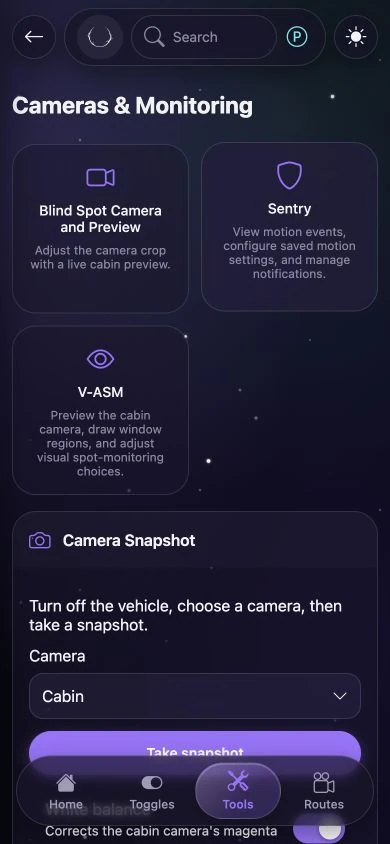 Search
P
Cameras & Monitoring
Blind Spot Camera
and Preview
Adjust the camera crop
with a live cabin preview.
Sentry
View motion events,
configure saved motion
settings, and manage
notifications.
V-ASM
Preview the cabin
camera, draw window
regions, and adjust
visual spot-monitoring
choices.
Camera Snapshot
Turn off the vehicle, choose a camera, then
take a snapshot.
Camera
Cabin
Take snapshot
Home
Toggles
Tools
Routes
White balance
Corrects the cabin camera's magenta